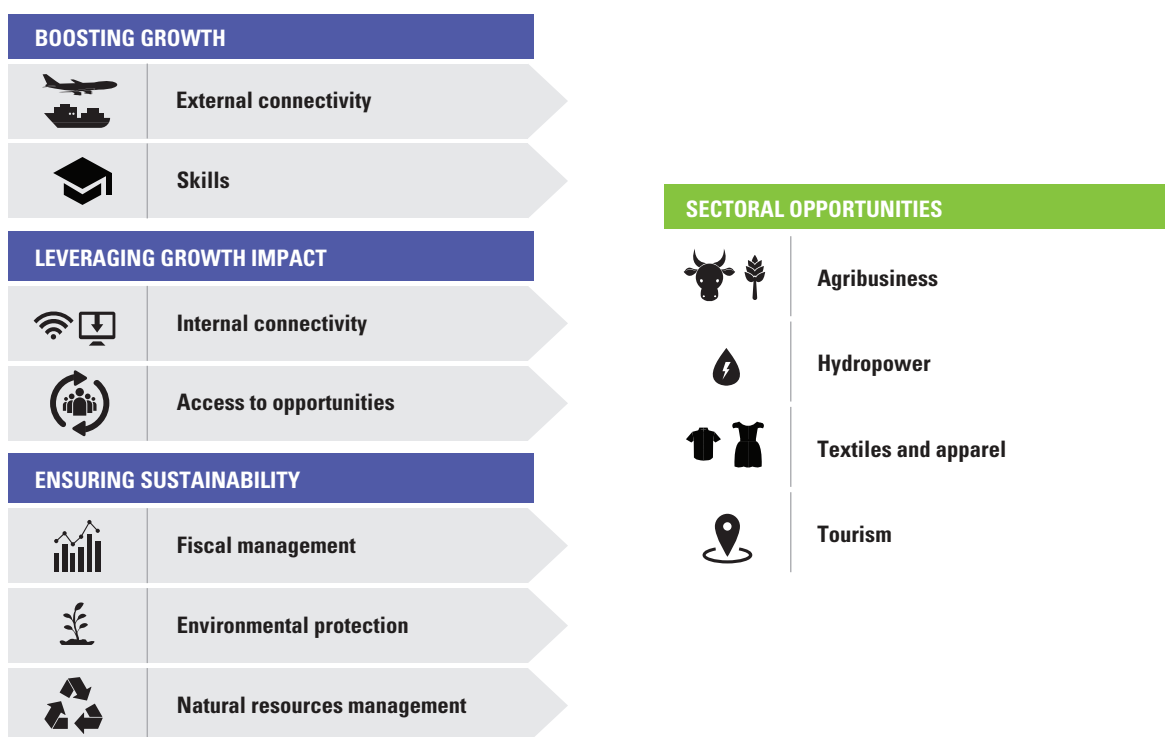 BOOSTING GROWTH
External connectivity
Skills
LEVERAGING GROWTH IMPACT
Internal connectivity
Access to opportunities
ENSURING SUSTAINABILITY
Fiscal management
Environmental protection
Natural resources management
SECTORAL OPPORTUNITIES
Agribusiness
Hydropower
Textiles and apparel
Tourism